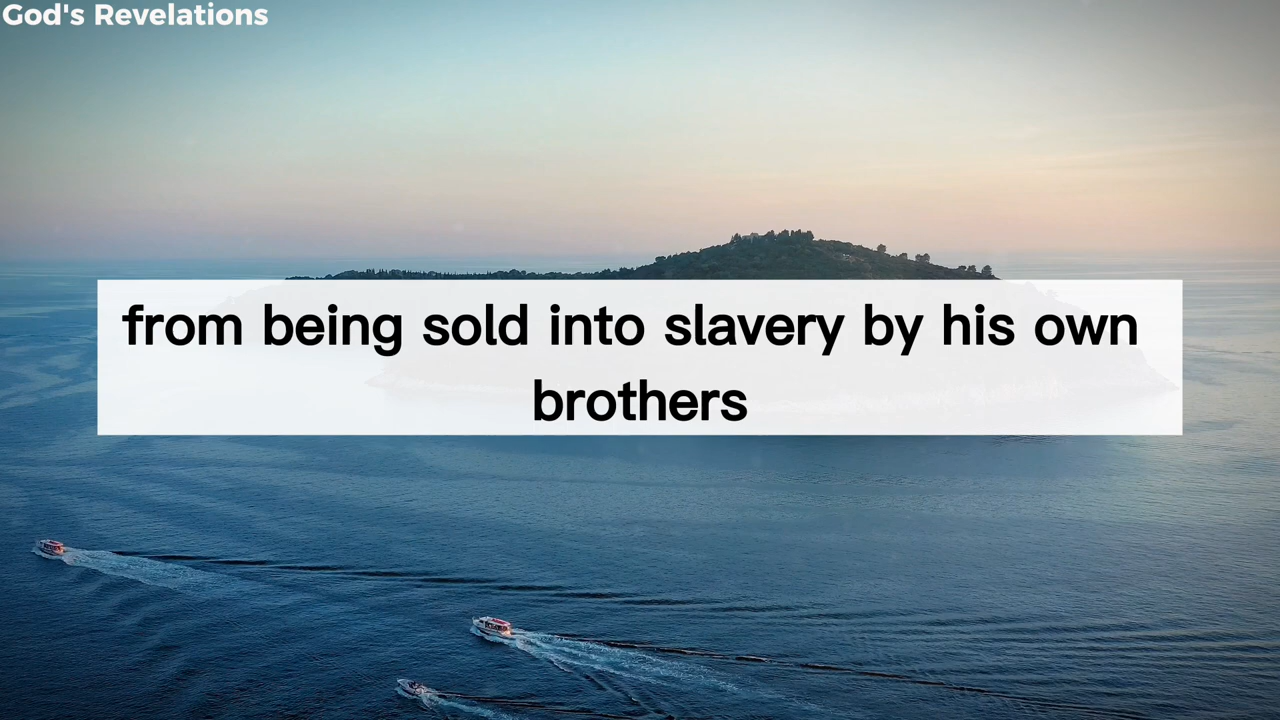 God's Revelations
from being sold into slavery by his own
brothers